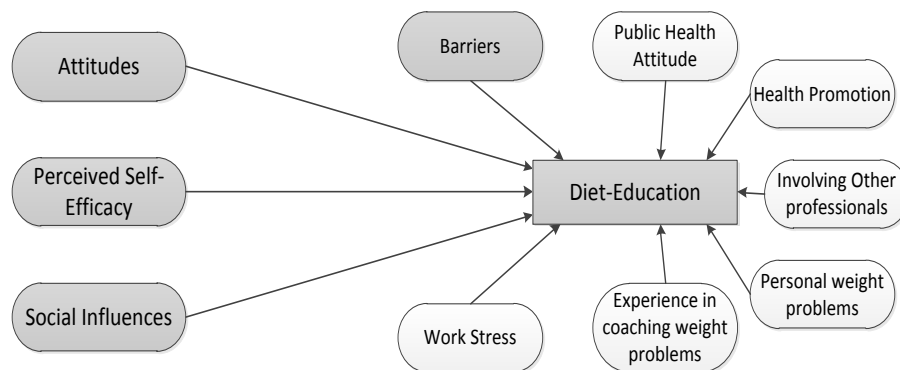 Attitudes
Barriers
Public Health
Attitude
Health Promotion
Perceived Self-
Efficacy
Diet-Education
Involving Other
professionals
Social Influences
Work Stress
Experience in
coaching weight
problems
Personal weight
problems